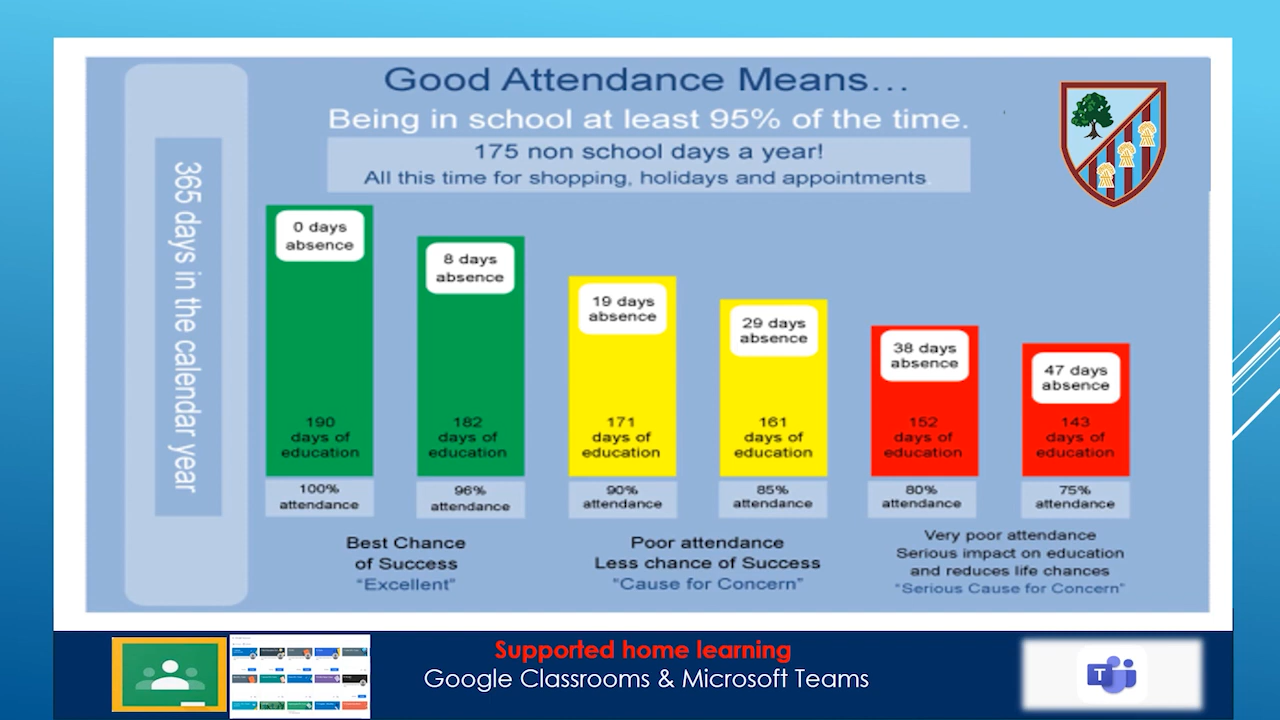 Good Attendance Means...
Being in school at least 95% of the time.
175 non school days a year!
All this time for shopping, holidays and appointments.
365 days in the calendar year
0 days
absence
190
days of
education
100%
attendance
8 days
absence
182
days of
education
96%
attendance
19 days
absence
171
days of
education
90%
attendance
29 days
absence
161
days of
education
85%
attendance
38 days
absence
152
days of
education
80%
attendance
47 days
absence
143
days of
education
75%
attendance
Best Chance
of Success
"Excellent"
Poor attendance
Less chance of Success
"Cause for Concern"
Very poor attendance
Serious impact on education
and reduces life chances
"Serious Cause for Concern"
Supported home learning
Google Classrooms & Microsoft Teams
T